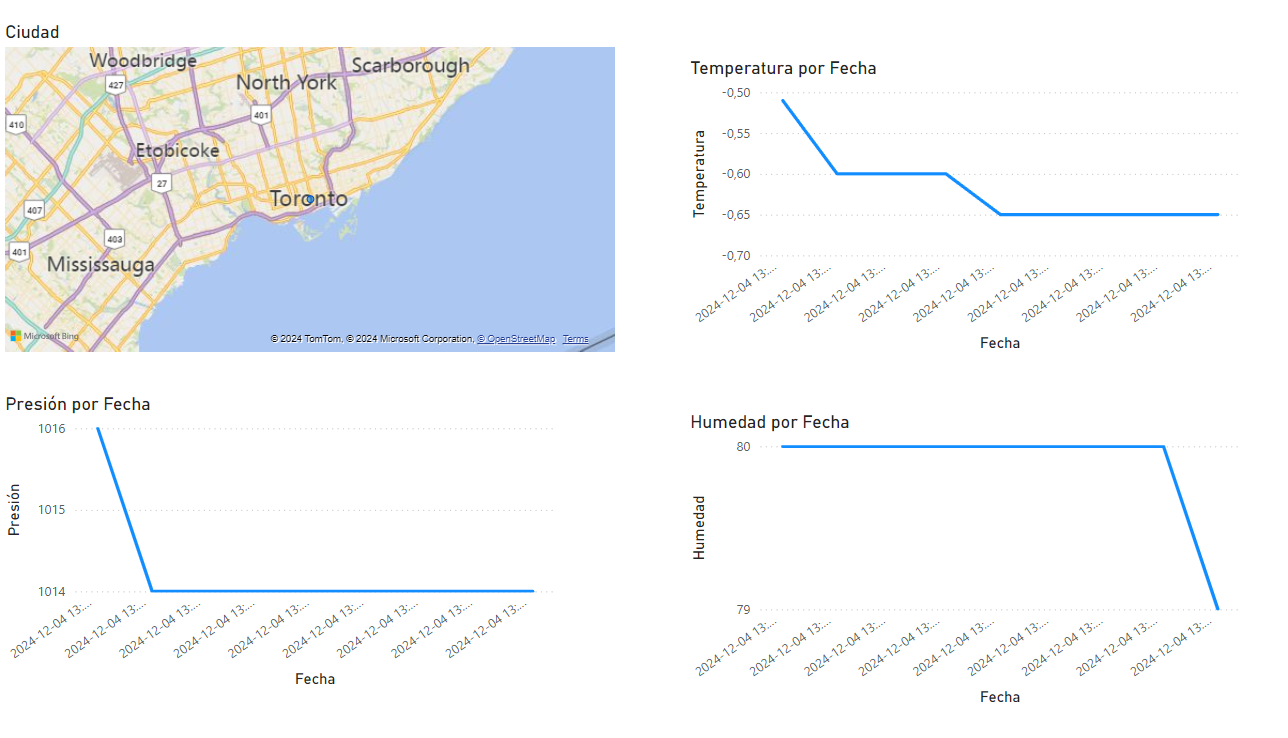 Ciudad
Woodbridge
Scarborough
North York
427
401
410
Etobicoke
27
Toronto
407
403
401
Mississauga
Microsoft Bing
© 2024 TomTom, © 2024 Microsoft Corporation, © OpenStreetMap Terms
Temperatura por Fecha
Temperatura
-0,50
-0,55
-0,60
-0,65
-0,70
2024-12-04 13:...
2024-12-04 13:...
2024-12-04 13:...
2024-12-04 13:...
2024-12-04 13:...
2024-12-04 13:...
2024-12-04 13:...
2024-12-04 13:...
2024-12-04 13:...
Fecha
Presión por Fecha
Presión
1016
1015
1014
2024-12-04 13:...
2024-12-04 13:...
2024-12-04 13:...
2024-12-04 13:...
2024-12-04 13:...
2024-12-04 13:...
2024-12-04 13:...
2024-12-04 13:...
2024-12-04 13:...
Fecha
Humedad por Fecha
Humedad
80
79
2024-12-04 13:...
2024-12-04 13:...
2024-12-04 13:...
2024-12-04 13:...
2024-12-04 13:...
2024-12-04 13:...
2024-12-04 13:...
2024-12-04 13:...
2024-12-04 13:...
Fecha